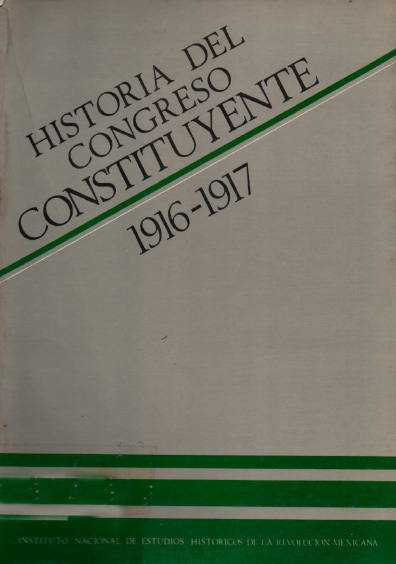 HISTORIA DEL
CONGRESO
CONSTITUYENTE
1916-1917
INSTITUTO NACIONAL DE ESTUDIOS HISTORICOS DE LA REVOLUCION MEXICANA